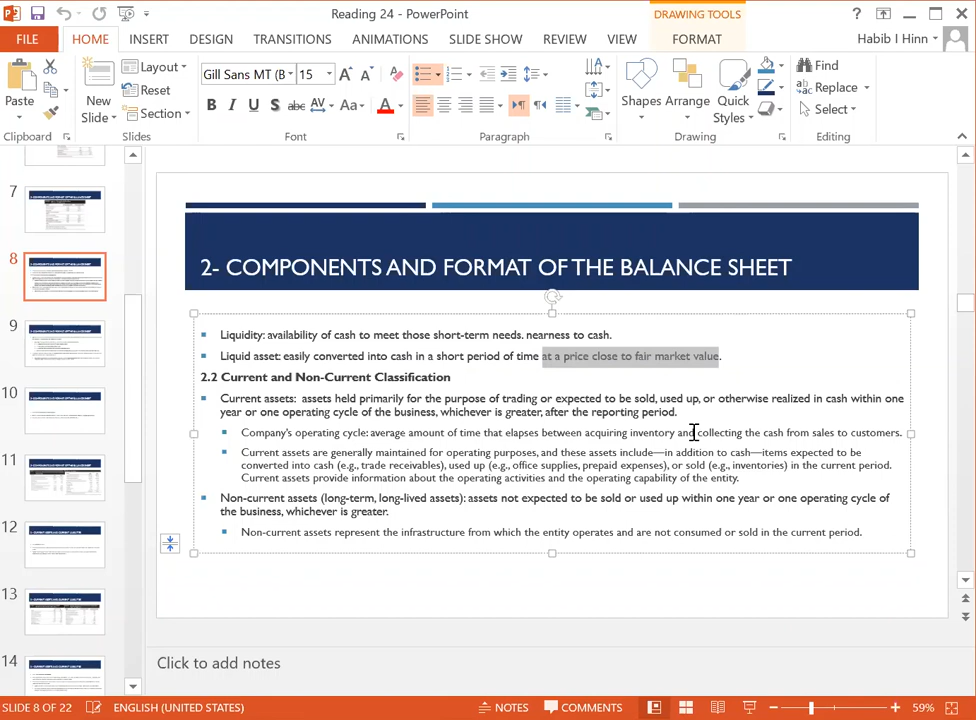 Reading 24 - PowerPoint
DRAWING TOOLS
FILE HOME INSERT DESIGN TRANSITIONS ANIMATIONS SLIDE SHOW REVIEW VIEW FORMAT
Habib I Hinn
Paste
New
Slide
Layout
Reset
Section
Gill Sans MT (B 15
Shapes
Arrange
Quick
Styles
Find
Replace
Select
Clipboard Slides Font Paragraph Drawing Editing
7
8
9
10
11
12
13
14
2- COMPONENTS AND FORMAT OF THE BALANCE SHEET
Liquidity: availability of cash to meet those short-term needs. nearness to cash.
Liquid asset: easily converted into cash in a short period of time at a price close to fair market value.
2.2 Current and Non-Current Classification
Current assets: assets held primarily for the purpose of trading or expected to be sold, used up, or otherwise realized in cash within one
year or one operating cycle of the business, whichever is greater, after the reporting period.
Company's operating cycle: average amount of time that elapses between acquiring inventory and collecting the cash from sales to customers.
Current assets are generally maintained for operating purposes, and these assets include—in addition to cash—items expected to be
converted into cash (e.g., trade receivables), used up (e.g., office supplies, prepaid expenses), or sold (e.g., inventories) in the current period.
Current assets provide information about the operating activities and the operating capability of the entity.
Non-current assets (long-term, long-lived assets): assets not expected to be sold or used up within one year or one operating cycle of
the business, whichever is greater.
Non-current assets represent the infrastructure from which the entity operates and are not consumed or sold in the current period.
Click to add notes
SLIDE 8 OF 22 ENGLISH (UNITED STATES) NOTES COMMENTS 59%